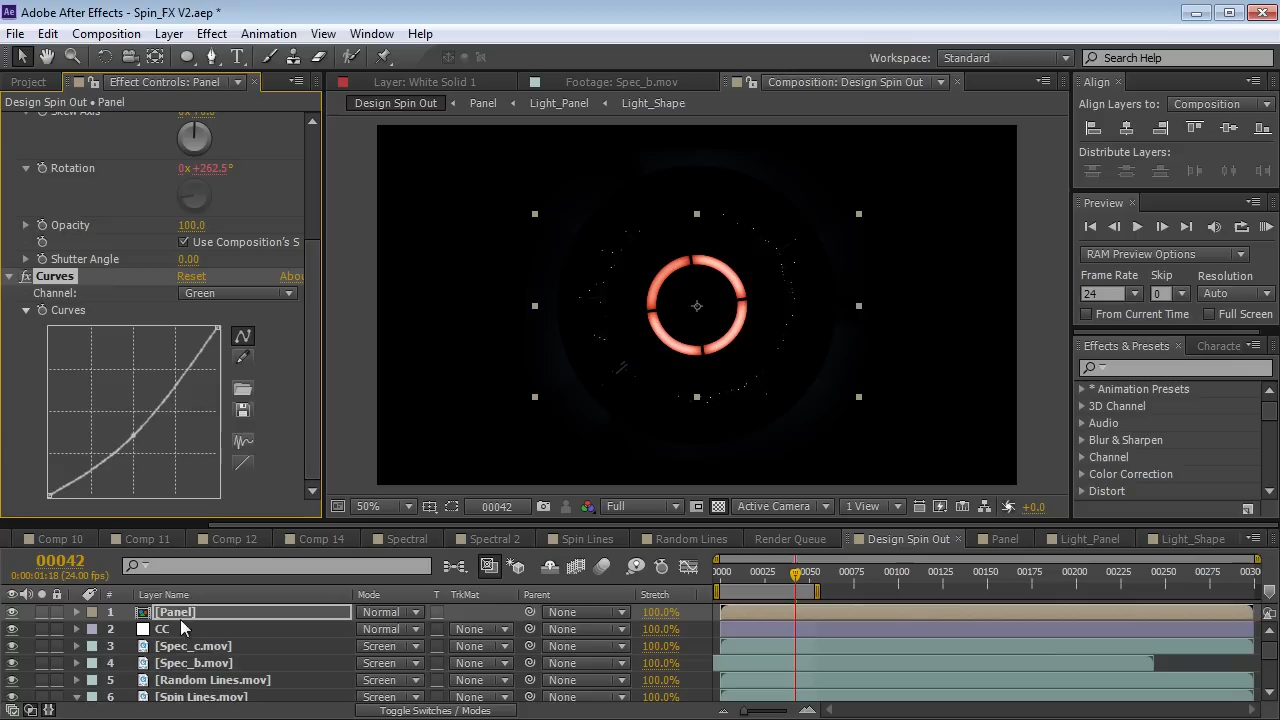 Ae Adobe After Effects - Spin_FX V2.aep *
File Edit Composition Layer Effect Animation View Window Help
Workspace: Standard Search Help
Project Effect Controls: Panel Layer: White Solid 1 Footage: Spec_b.mov Composition: Design Spin Out Align
Design Spin Out • Panel
Design Spin Out Panel Light_Panel Light_Shape
Align Layers to: Composition
Distribute Layers:
Rotation 0x +262.5°
Opacity 100.0
Use Composition's S
Shutter Angle 0.00
fx Curves Reset Abou
Channel: Green
Curves
Preview
RAM Preview Options
Frame Rate Skip Resolution
24 0 Auto
From Current Time Full Screen
Effects & Presets Characte
* Animation Presets
3D Channel
Audio
Blur & Sharpen
Channel
Color Correction
Distort
50% 00042 Full Active Camera 1 View +0.0
Comp 10 Comp 11 Comp 12 Comp 14 Spectral Spectral 2 Spin Lines Random Lines Render Queue Design Spin Out Panel Light_Panel Light_Shape
00042
0:00:01:18 (24.00 fps)
0000 00025 00050 00075 00100 00125 00150 00175 00200 00225 00250 00275 0030
# Layer Name Mode T TrkMat Parent Stretch
1 [Panel] Normal None 100.0%
2 CC Normal None None 100.0%
3 [Spec_c.mov] Screen None None 100.0%
4 [Spec_b.mov] Screen None None 100.0%
5 [Random Lines.mov] Screen None None 100.0%
6 [Spin Lines.mov] Screen None None 100.0%
Toggle Switches / Modes